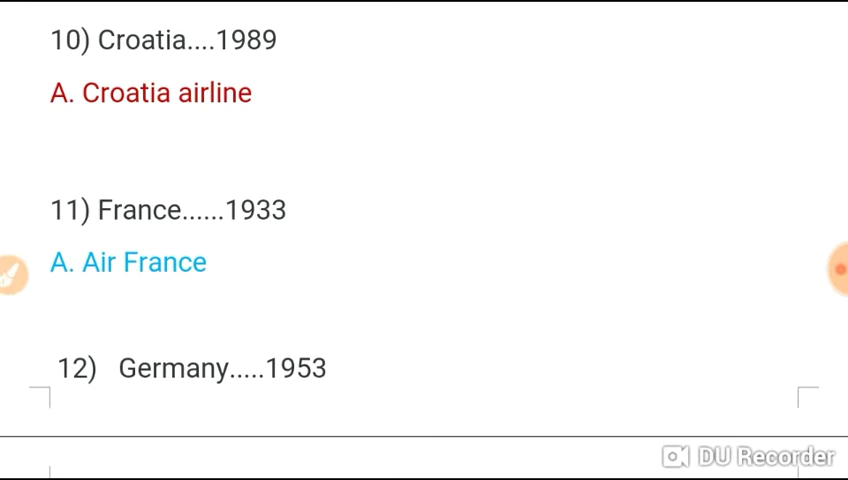 10) Croatia....1989
A. Croatia airline
11) France......1933
A. Air France
12) Germany.....1953
DU Recorder